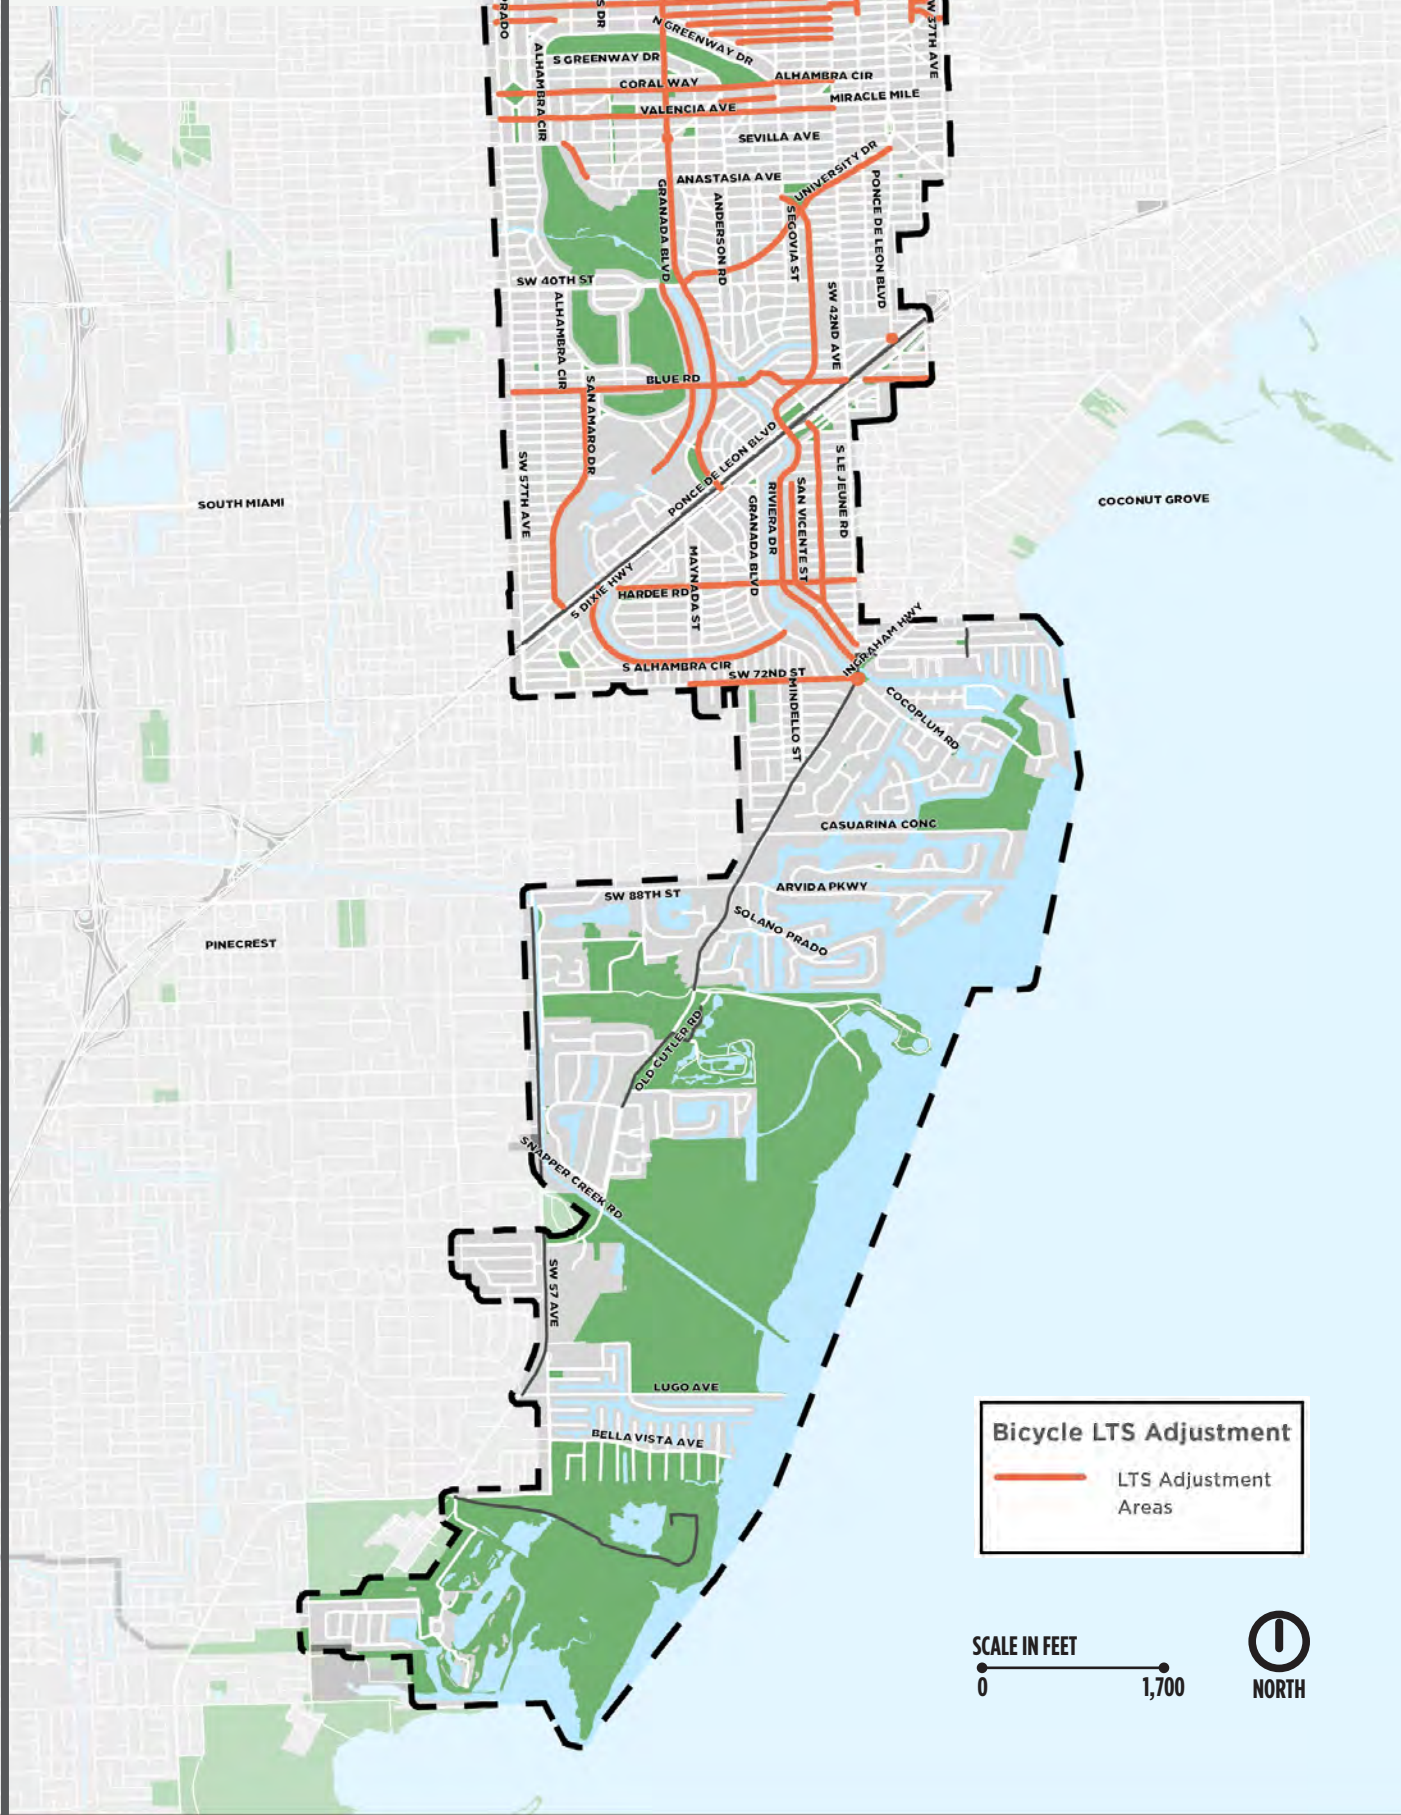 PRADO
S DR
N GREENWAY DR
SW 37TH AVE
S GREENWAY DR
ALHAMBRA CIR
ALHAMBRA CIR
CORAL WAY
MIRACLE MILE
VALENCIA AVE
SEVILLA AVE
UNIVERSITY DR
ANASTASIA AVE
GRANADA BLVD
ANDERSON RD
SEGOVIA ST
PONCE DE LEON BLVD
SW 40TH ST
ALHAMBRA CIR
SW 42ND AVE
BLUE RD
SAN AMARO DR
PONCE DE LEON BLVD
SW 57TH AVE
S LE JEUNE RD
SOUTH MIAMI
COCONUT GROVE
GRANADA BLVD
RIVIERA DR
SAN VICENTE ST
MAYNADA ST
S DIXIE HWY
HARDEE RD
INGRAHAM HWY
S ALHAMBRA CIR
SW 72ND ST
MINDELLO ST
COCOPLUM RD
CASUARINA CONC
SW 88TH ST
ARVIDA PKWY
SOLANO PRADO
PINECREST
OLD CUTLER RD
SNAPPER CREEK RD
SW 57 AVE
LUGO AVE
BELLA VISTA AVE
Bicycle LTS Adjustment
LTS Adjustment
Areas
SCALE IN FEET
0 1,700
NORTH